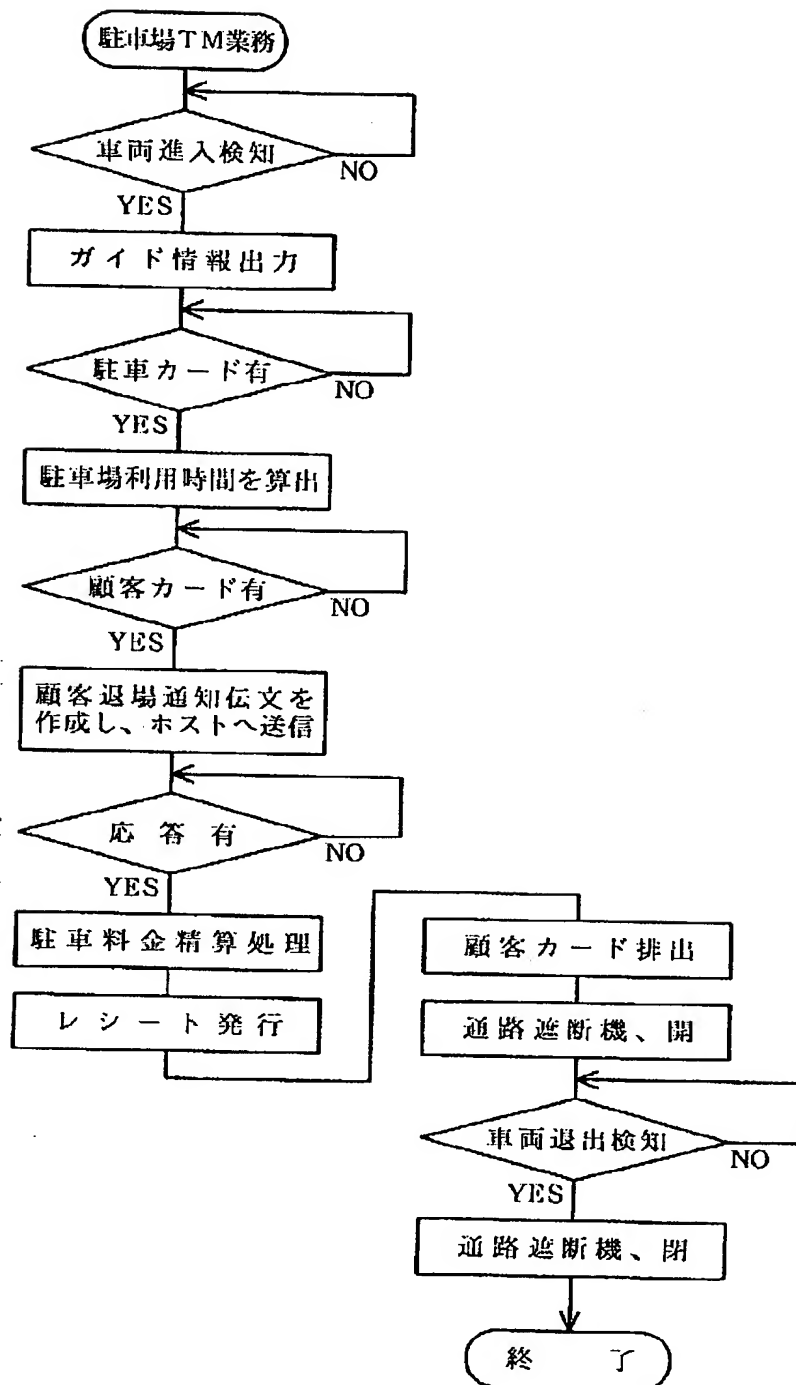 駐車場TM業務
車両進入検知
NO
YES
ガイド情報出力
駐車カード有
NO
YES
駐車場利用時間を算出
顧客カード有
NO
YES
顧客退場通知伝文を
作成し、ホストへ送信
応答有
NO
YES
駐車料金精算処理
レシート発行
顧客カード排出
通路遮断機、開
車両退出検知
NO
YES
通路遮断機、閉
終了